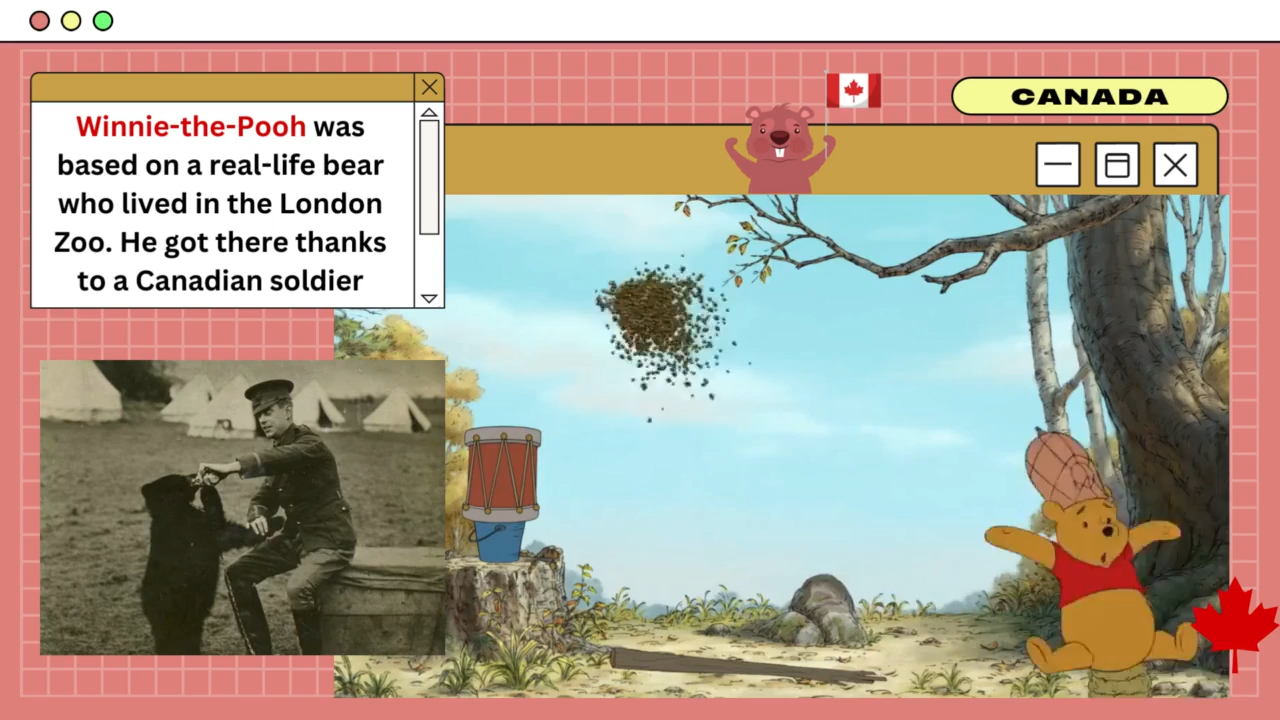 CANADA
Winnie-the-Pooh was
based on a real-life bear
who lived in the London
Zoo. He got there thanks
to a Canadian soldier